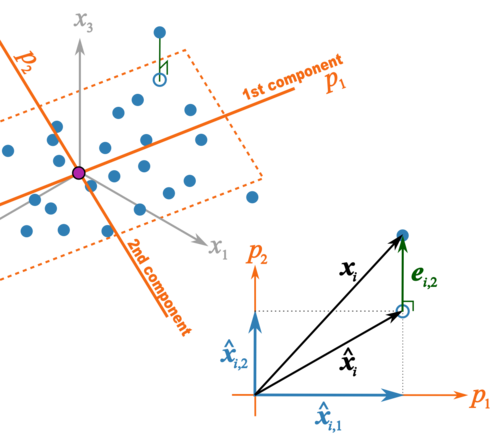 x₃
p₂
1st component
p₁
x₁
2nd component
p₂
xᵢ
eᵢ,₂
x̂ᵢ,₂
x̂ᵢ
p₁
x̂ᵢ,₁